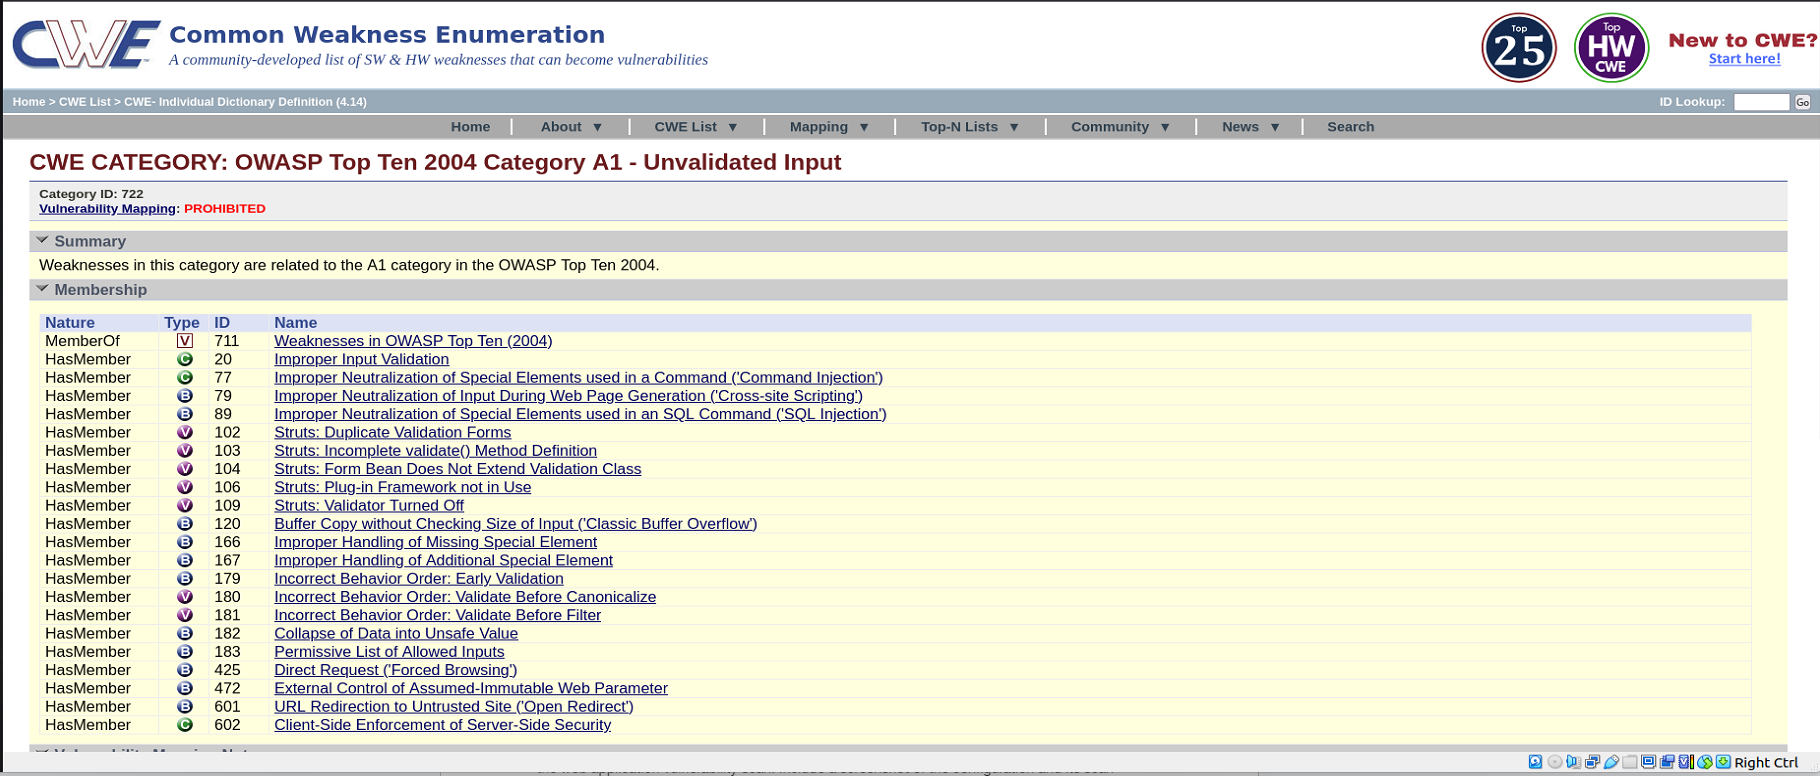 CWE Common Weakness Enumeration
A community-developed list of SW & HW weaknesses that can become vulnerabilities
Top 25
Top HW CWE
New to CWE?
Start here!
Home > CWE List > CWE- Individual Dictionary Definition (4.14)
ID Lookup: Go
Home About ▼ CWE List ▼ Mapping ▼ Top-N Lists ▼ Community ▼ News ▼ Search
CWE CATEGORY: OWASP Top Ten 2004 Category A1 - Unvalidated Input
Category ID: 722
Vulnerability Mapping: PROHIBITED
Summary
Weaknesses in this category are related to the A1 category in the OWASP Top Ten 2004.
Membership
Nature Type ID Name
MemberOf V 711 Weaknesses in OWASP Top Ten (2004)
HasMember C 20 Improper Input Validation
HasMember C 77 Improper Neutralization of Special Elements used in a Command ('Command Injection')
HasMember B 79 Improper Neutralization of Input During Web Page Generation ('Cross-site Scripting')
HasMember B 89 Improper Neutralization of Special Elements used in an SQL Command ('SQL Injection')
HasMember V 102 Struts: Duplicate Validation Forms
HasMember V 103 Struts: Incomplete validate() Method Definition
HasMember V 104 Struts: Form Bean Does Not Extend Validation Class
HasMember V 106 Struts: Plug-in Framework not in Use
HasMember V 109 Struts: Validator Turned Off
HasMember B 120 Buffer Copy without Checking Size of Input ('Classic Buffer Overflow')
HasMember B 166 Improper Handling of Missing Special Element
HasMember B 167 Improper Handling of Additional Special Element
HasMember B 179 Incorrect Behavior Order: Early Validation
HasMember V 180 Incorrect Behavior Order: Validate Before Canonicalize
HasMember V 181 Incorrect Behavior Order: Validate Before Filter
HasMember B 182 Collapse of Data into Unsafe Value
HasMember B 183 Permissive List of Allowed Inputs
HasMember B 425 Direct Request ('Forced Browsing')
HasMember B 472 External Control of Assumed-Immutable Web Parameter
HasMember B 601 URL Redirection to Untrusted Site ('Open Redirect')
HasMember C 602 Client-Side Enforcement of Server-Side Security
Right Ctrl